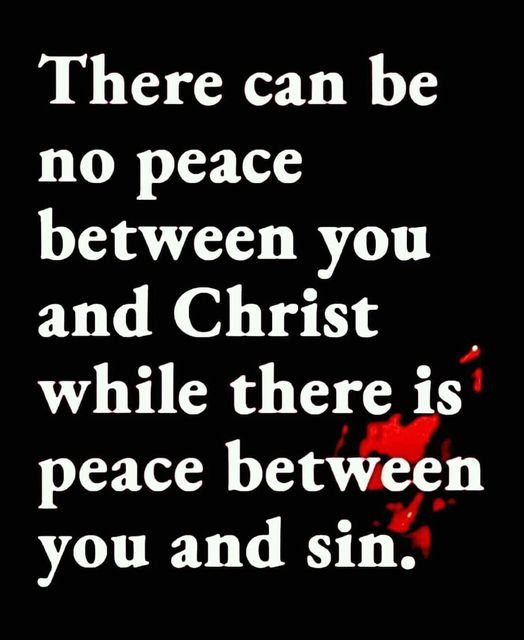 There can be
no peace
between you
and Christ
while there is
peace between
you and sin.